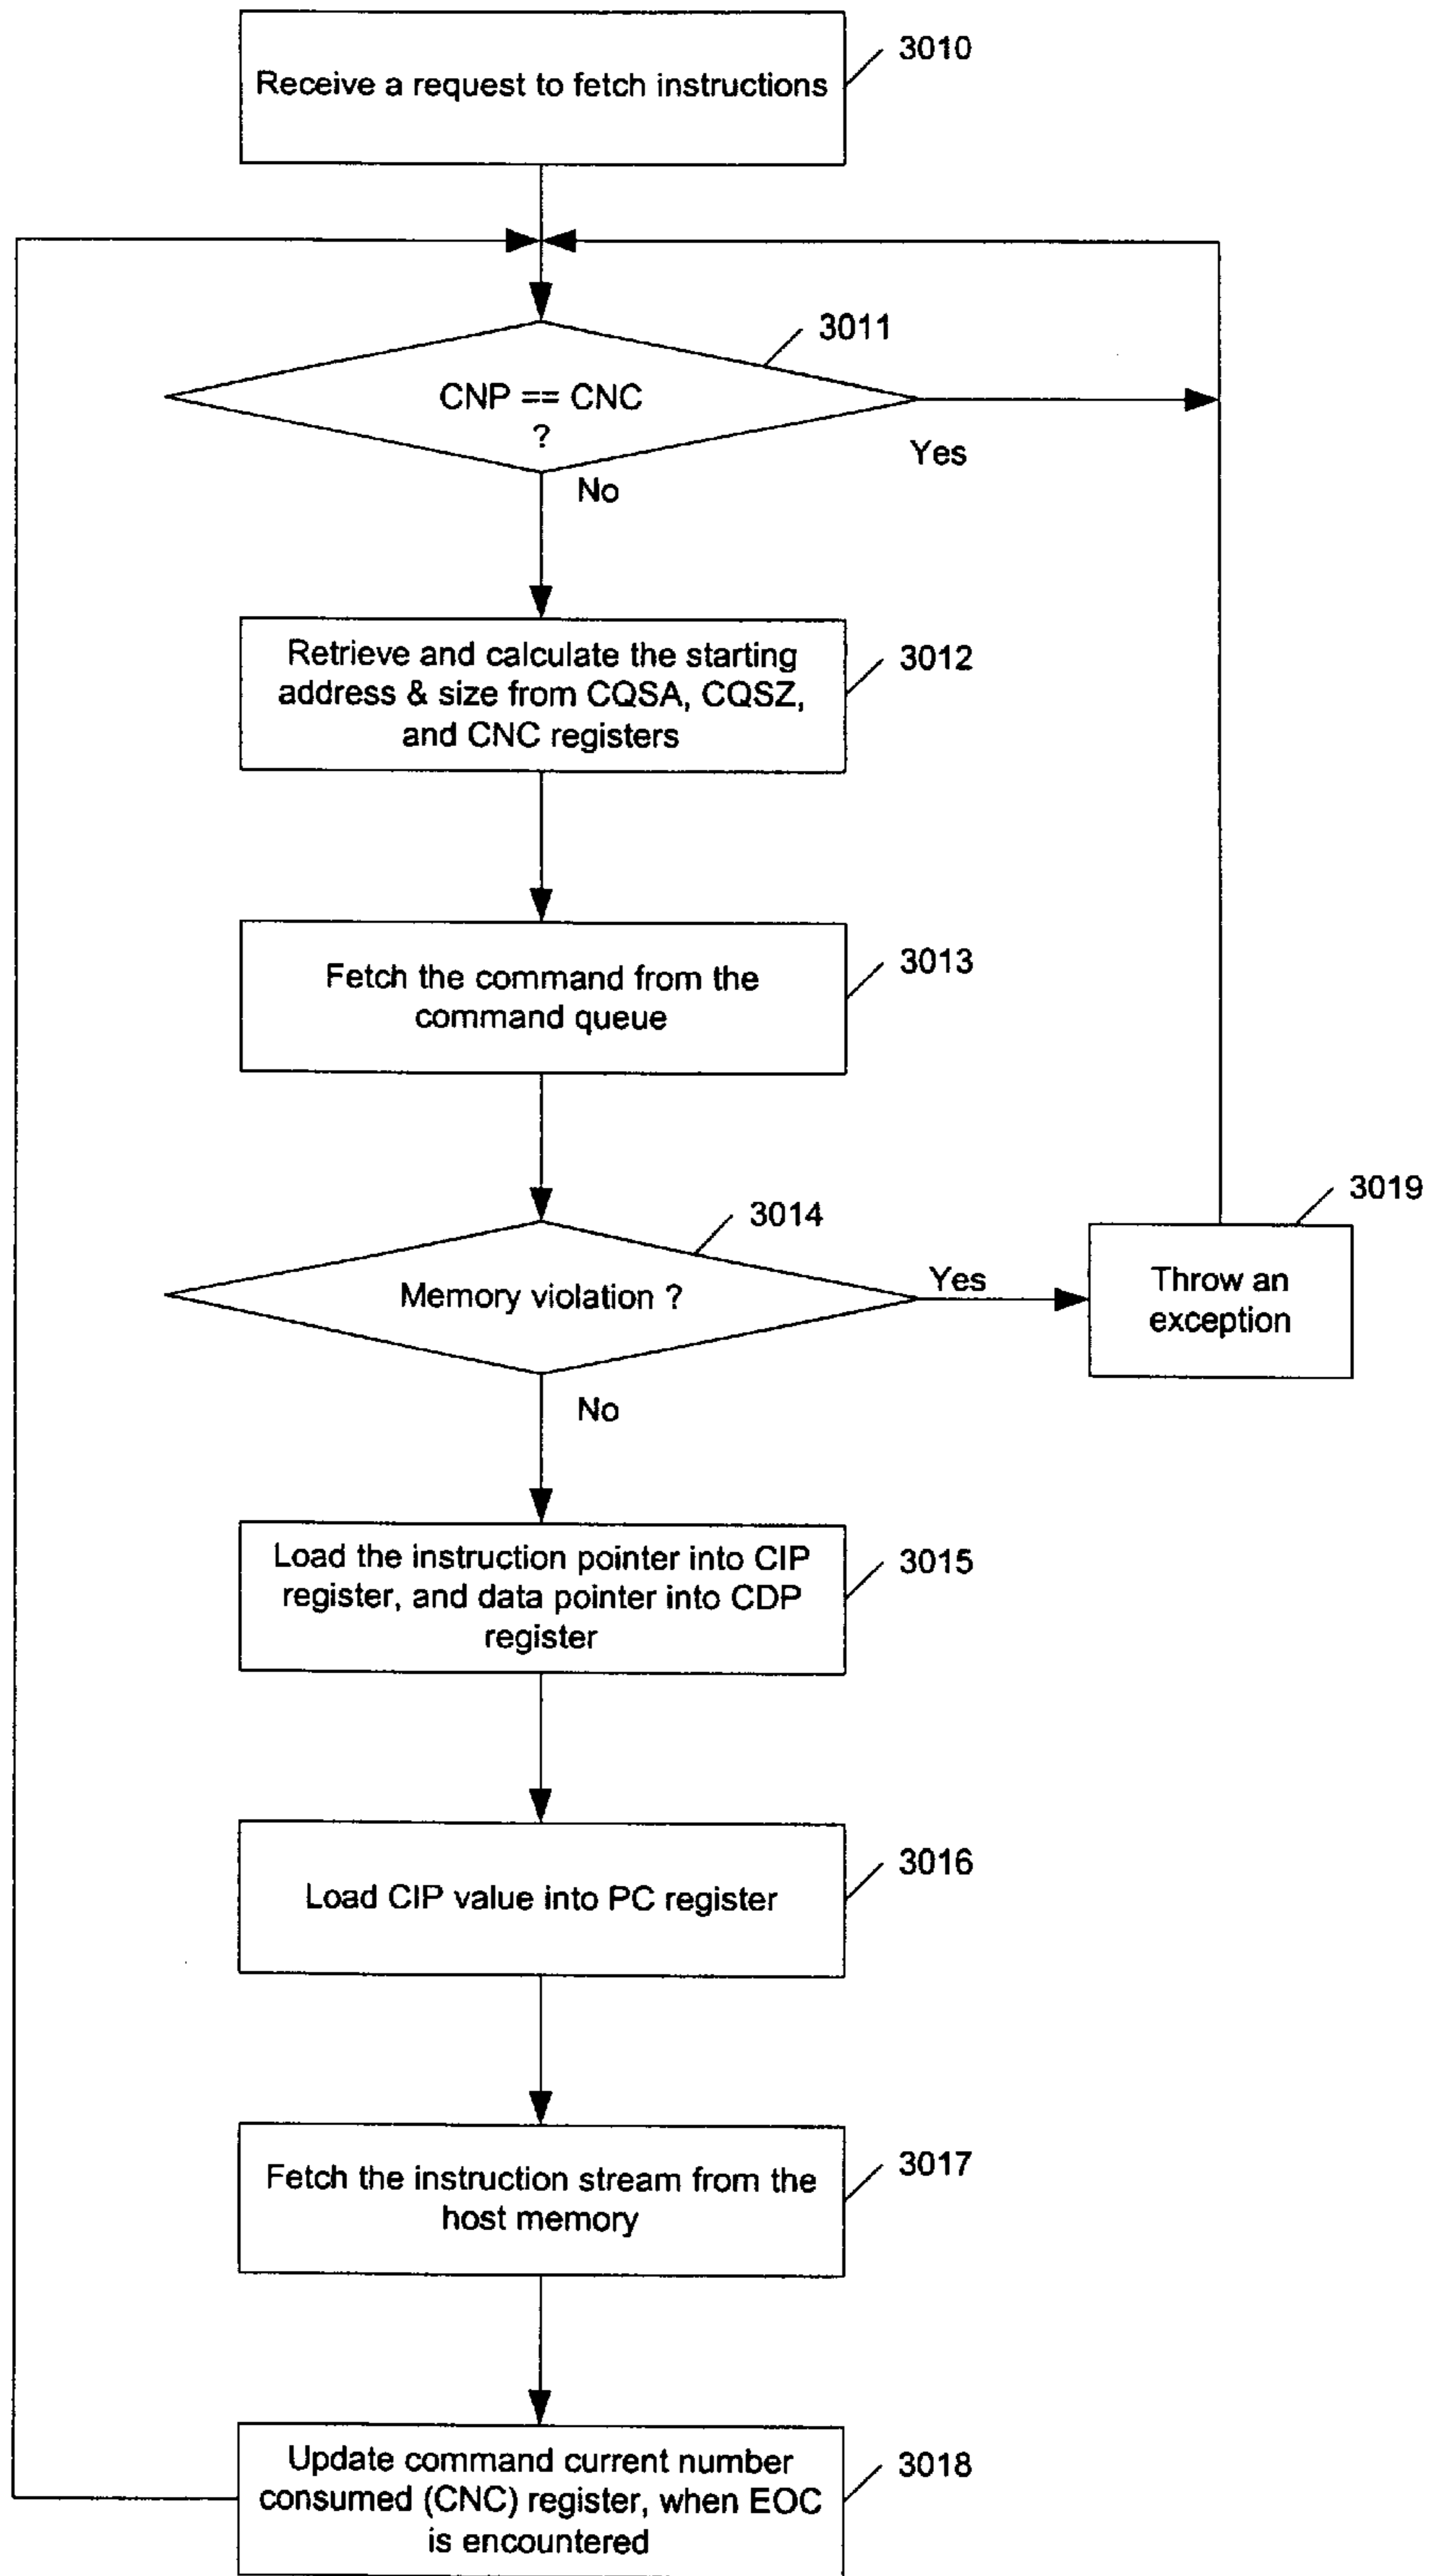 3010
Receive a request to fetch instructions
3011
CNP == CNC
?
Yes
No
Retrieve and calculate the starting
address & size from CQSA, CQSZ,
and CNC registers
3012
Fetch the command from the
command queue
3013
3014
Memory violation ?
Yes
3019
Throw an
exception
No
Load the instruction pointer into CIP
register, and data pointer into CDP
register
3015
Load CIP value into PC register
3016
Fetch the instruction stream from the
host memory
3017
Update command current number
consumed (CNC) register, when EOC
is encountered
3018